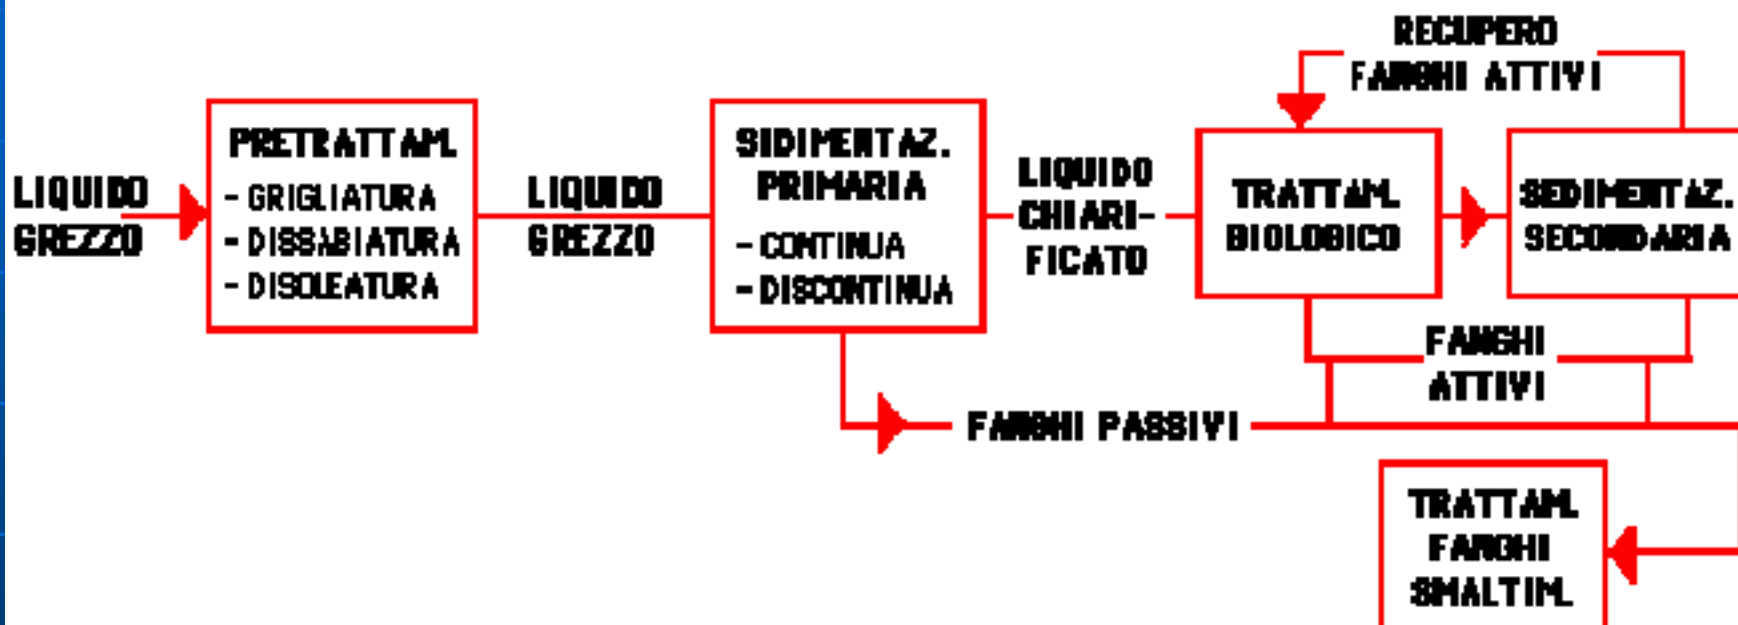 LIQUIDO
GREZZO
PRETRATTAM.
- GRIGLIATURA
- DISSABIATURA
- DISOLEATURA
LIQUIDO
GREZZO
SIDIMENTAZ.
PRIMARIA
- CONTINUA
- DISCONTINUA
LIQUIDO
CHIARI-
FICATO
RECUPERO
FANGHI ATTIVI
TRATTAM.
BIOLOGICO
SEDIMENTAZ.
SECONDARIA
FANGHI
ATTIVI
FANGHI PASSIVI
TRATTAM.
FANGHI
SMALTIM.